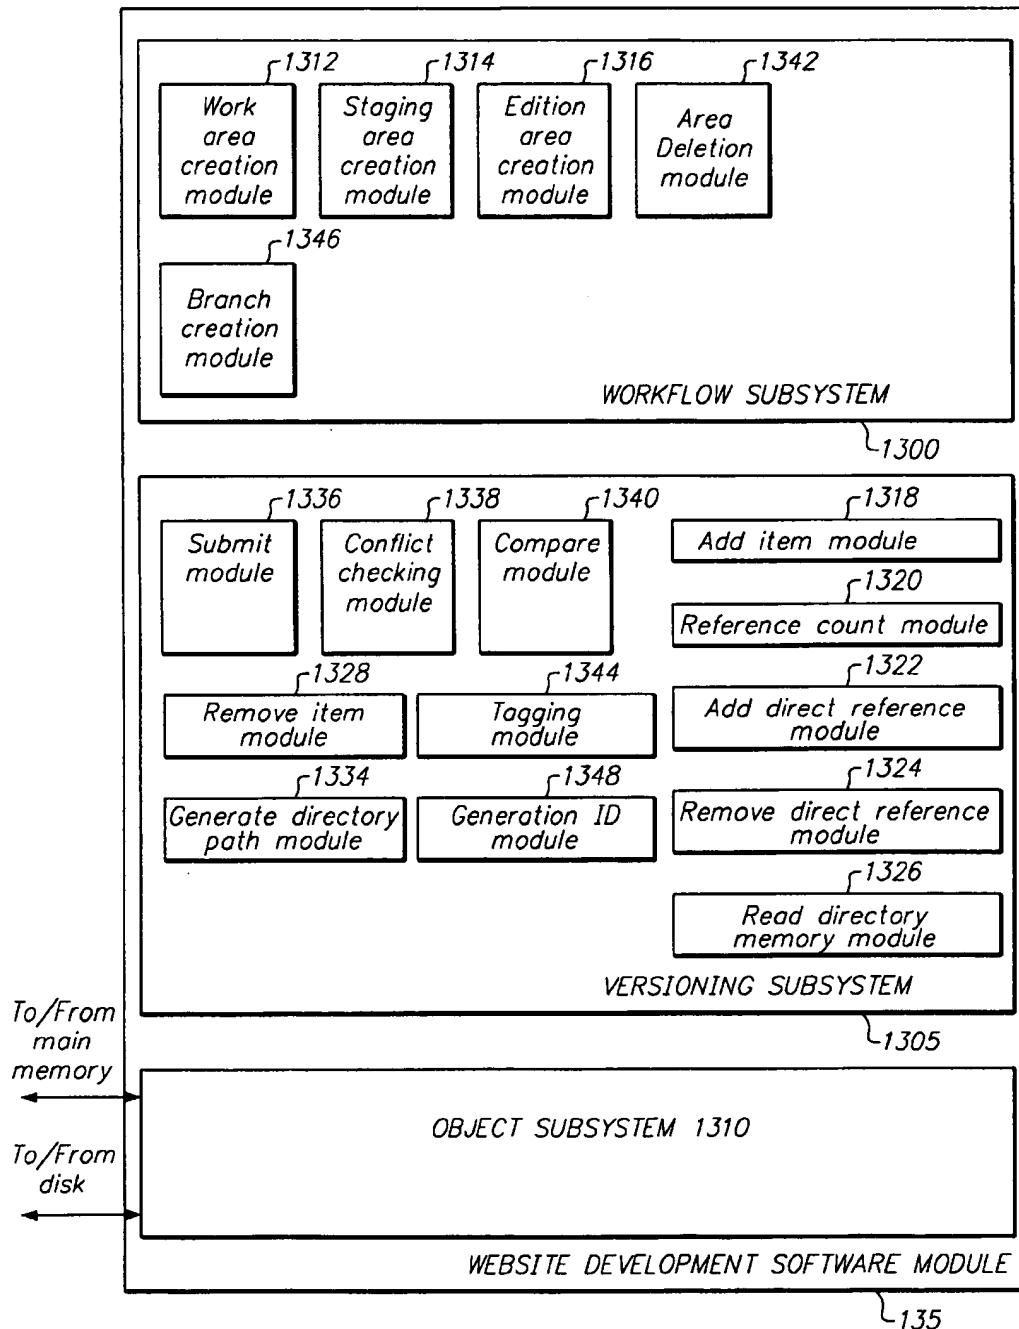 1312
1314
1316
1342
Work
area
creation
module
Staging
area
creation
module
Edition
area
creation
module
Area
Deletion
module
1346
Branch
creation
module
WORKFLOW SUBSYSTEM
1300
1336
1338
1340
1318
Submit
module
Conflict
checking
module
Compare
module
Add item module
1320
Reference count module
1328
1344
1322
Remove item
module
Tagging
module
Add direct reference
module
1334
1348
1324
Generate directory
path module
Generation ID
module
Remove direct reference
module
1326
Read directory
memory module
VERSIONING SUBSYSTEM
1305
To/From
main
memory
OBJECT SUBSYSTEM 1310
To/From
disk
WEBSITE DEVELOPMENT SOFTWARE MODULE
135